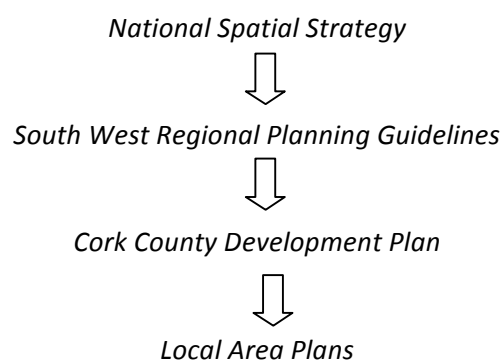 National Spatial Strategy
South West Regional Planning Guidelines
Cork County Development Plan
Local Area Plans